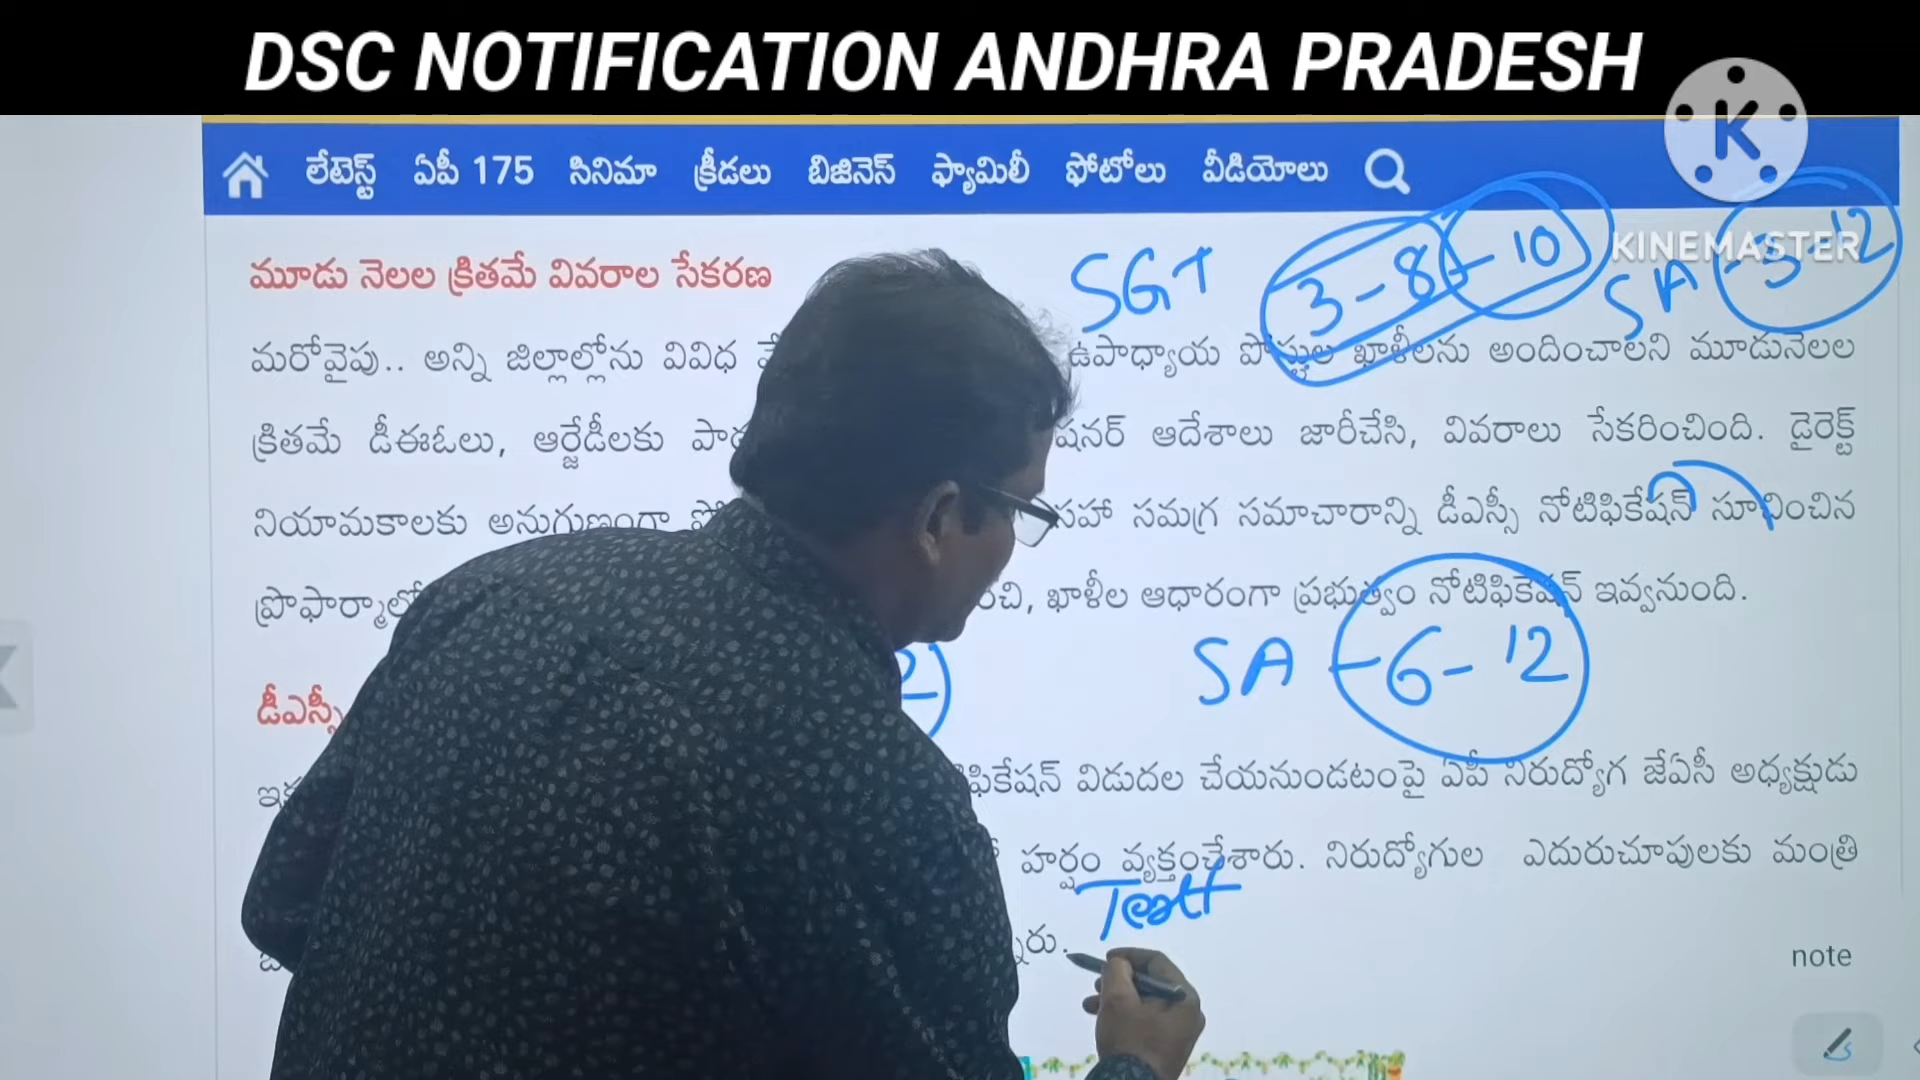 DSC NOTIFICATION ANDHRA PRADESH
K
KINEMASTER
లేటెస్ట్ ఏపీ 175 సినిమా క్రీడలు బిజినెస్ ఫ్యామిలీ ఫోటోలు వీడియోలు
మూడు నెలల క్రితమే వివరాల సేకరణ
SGT 3-8-10 SA-3-12
మరోవైపు.. అన్ని జిల్లాల్లోను వివిధ ఉపాధ్యాయ పోస్టుల ఖాళీలను అందించాలని మూడునెలల
క్రితమే డీఈఓలు, ఆర్జేడీలకు ఆదేశాలు జారీచేసి, వివరాలు సేకరించింది. డైరెక్ట్
నియామకాలకు అనుగుణంగా సహా సమగ్ర సమాచారాన్ని డీఎస్సీ నోటిఫికేషన్ సూచించిన
ఖాళీల ఆధారంగా ప్రభుత్వం నోటిఫికేషన్ ఇవ్వనుంది.
SA -6-12
డీఎస్సీ
విడుదల చేయనుండటంపై ఏపీ నిరుద్యోగ జేఏసీ అధ్యక్షుడు
హర్షం వ్యక్తంచేశారు. నిరుద్యోగుల ఎదురుచూపులకు మంత్రి
note